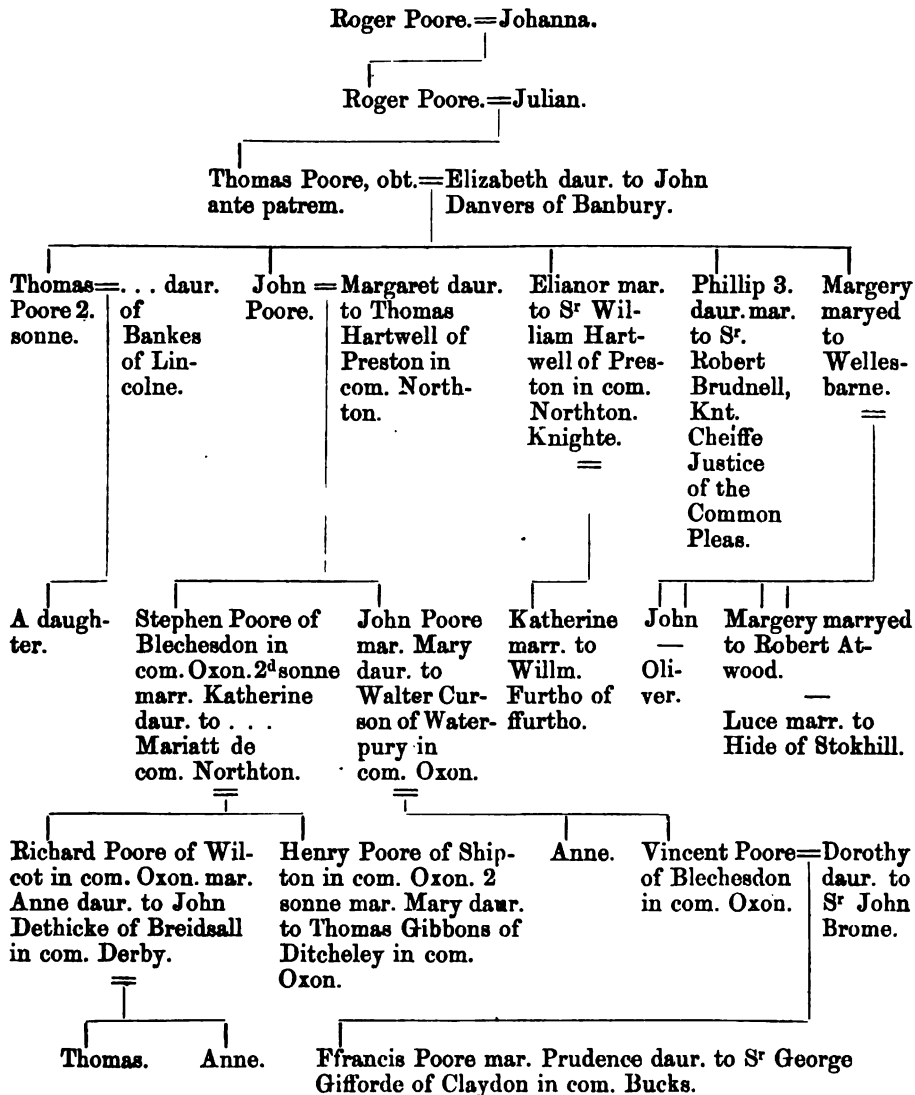 Roger Poore.=Johanna.
Roger Poore.=Julian.
Thomas Poore, obt.=Elizabeth daur. to John
ante patrem. Danvers of Banbury.
Thomas=. . . daur.
Poore 2. of
sonne. Bankes
of Lin-
colne.
John = Margaret daur.
Poore. to Thomas
Hartwell of
Preston in
com. North-
ton.
Elianor mar.
to Sʳ Wil-
liam Hart-
well of Pres-
ton in com.
Northton.
Knighte.
=
Phillip 3.
daur. mar.
to Sʳ.
Robert
Brudnell,
Knt.
Cheiffe
Justice
of the
Common
Pleas.
Margery
maryed
to
Welles-
barne.
=
A daugh-
ter.
Stephen Poore of
Blechesdon in
com. Oxon. 2ᵈ sonne
marr. Katherine
daur. to . . .
Mariatt de
com. Northton.
=
John Poore
mar. Mary
daur. to
Walter Cur-
son of Water-
pury in
com. Oxon.
=
Katherine
marr. to
Willm.
Furtho of
ffurtho.
John
—
Oli-
ver.
Margery marryed
to Robert At-
wood.
—
Luce marr. to
Hide of Stokhill.
Richard Poore of Wil-
cot in com. Oxon. mar.
Anne daur. to John
Dethicke of Breidsall
in com. Derby.
=
Henry Poore of Ship-
ton in com. Oxon. 2
sonne mar. Mary daur.
to Thomas Gibbons of
Ditcheley in com.
Oxon.
Anne.
Vincent Poore=Dorothy
of Blechesdon daur. to
in com. Oxon. Sʳ John
Brome.
Thomas. Anne.
Ffrancis Poore mar. Prudence daur. to Sʳ George
Gifforde of Claydon in com. Bucks.